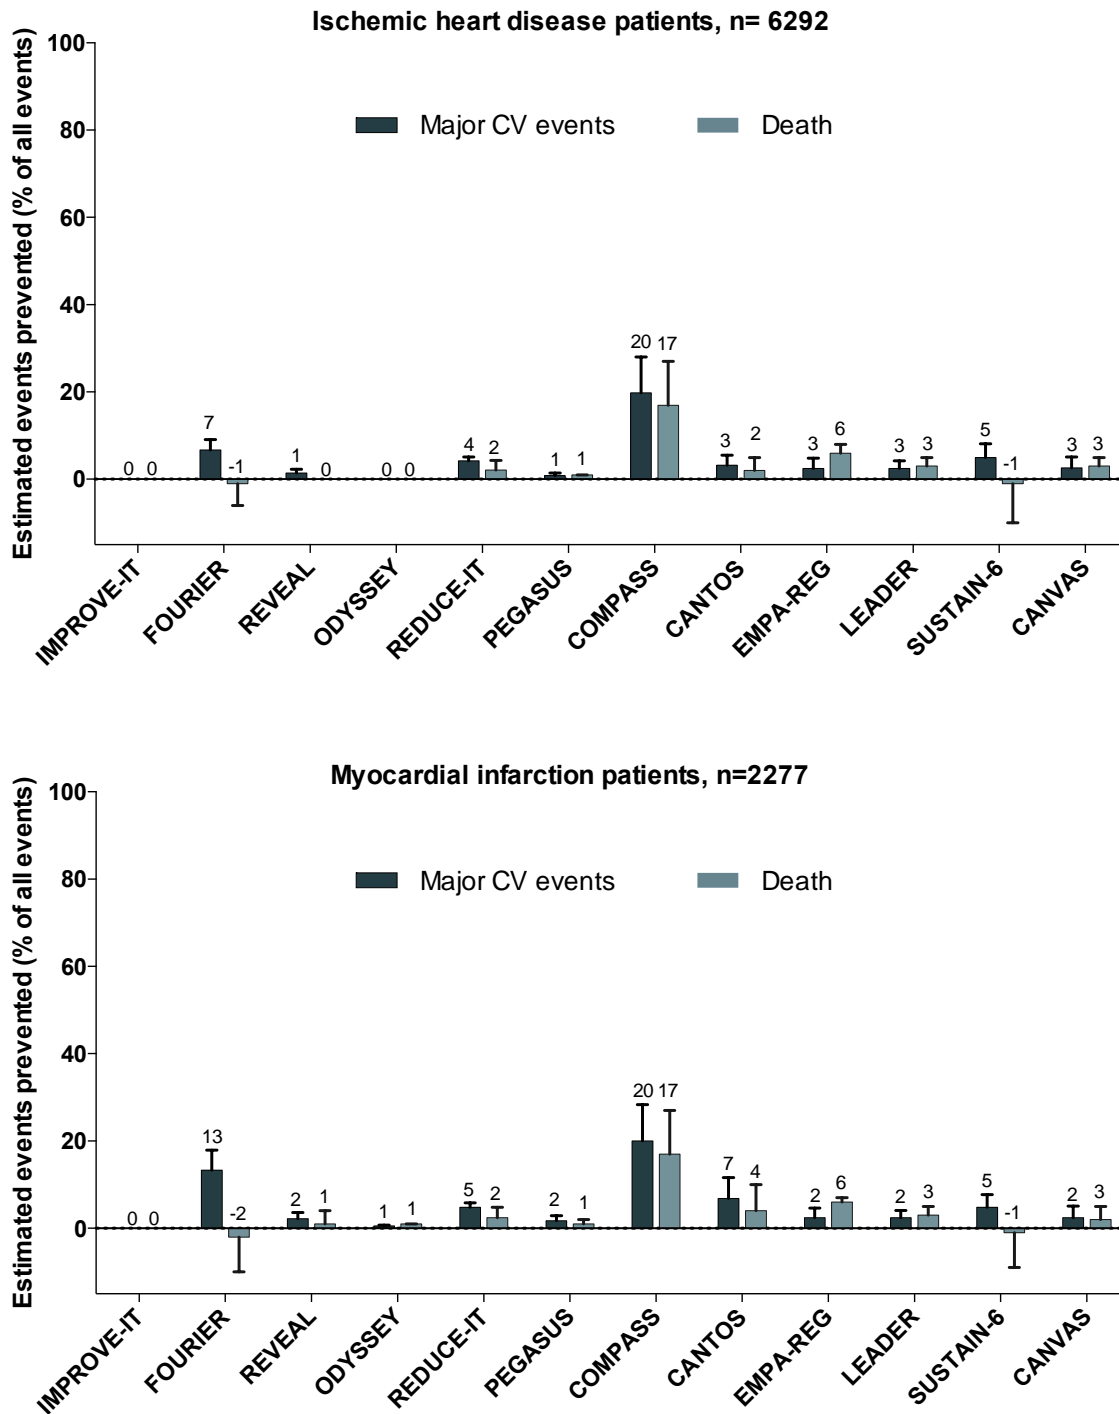 Ischemic heart disease patients, n= 6292
Estimated events prevented (% of all events)
100
80
60
40
20
0
Major CV events Death
0 0 7 -1 1 0 0 0 4 2 1 1 20 17 3 2 3 6 3 3 5 -1 3 3
IMPROVE-IT FOURIER REVEAL ODYSSEY REDUCE-IT PEGASUS COMPASS CANTOS EMPA-REG LEADER SUSTAIN-6 CANVAS
Myocardial infarction patients, n=2277
Estimated events prevented (% of all events)
100
80
60
40
20
0
Major CV events Death
0 0 13 -2 2 1 1 1 5 2 2 1 20 17 7 4 2 6 2 3 5 -1 2 3
IMPROVE-IT FOURIER REVEAL ODYSSEY REDUCE-IT PEGASUS COMPASS CANTOS EMPA-REG LEADER SUSTAIN-6 CANVAS